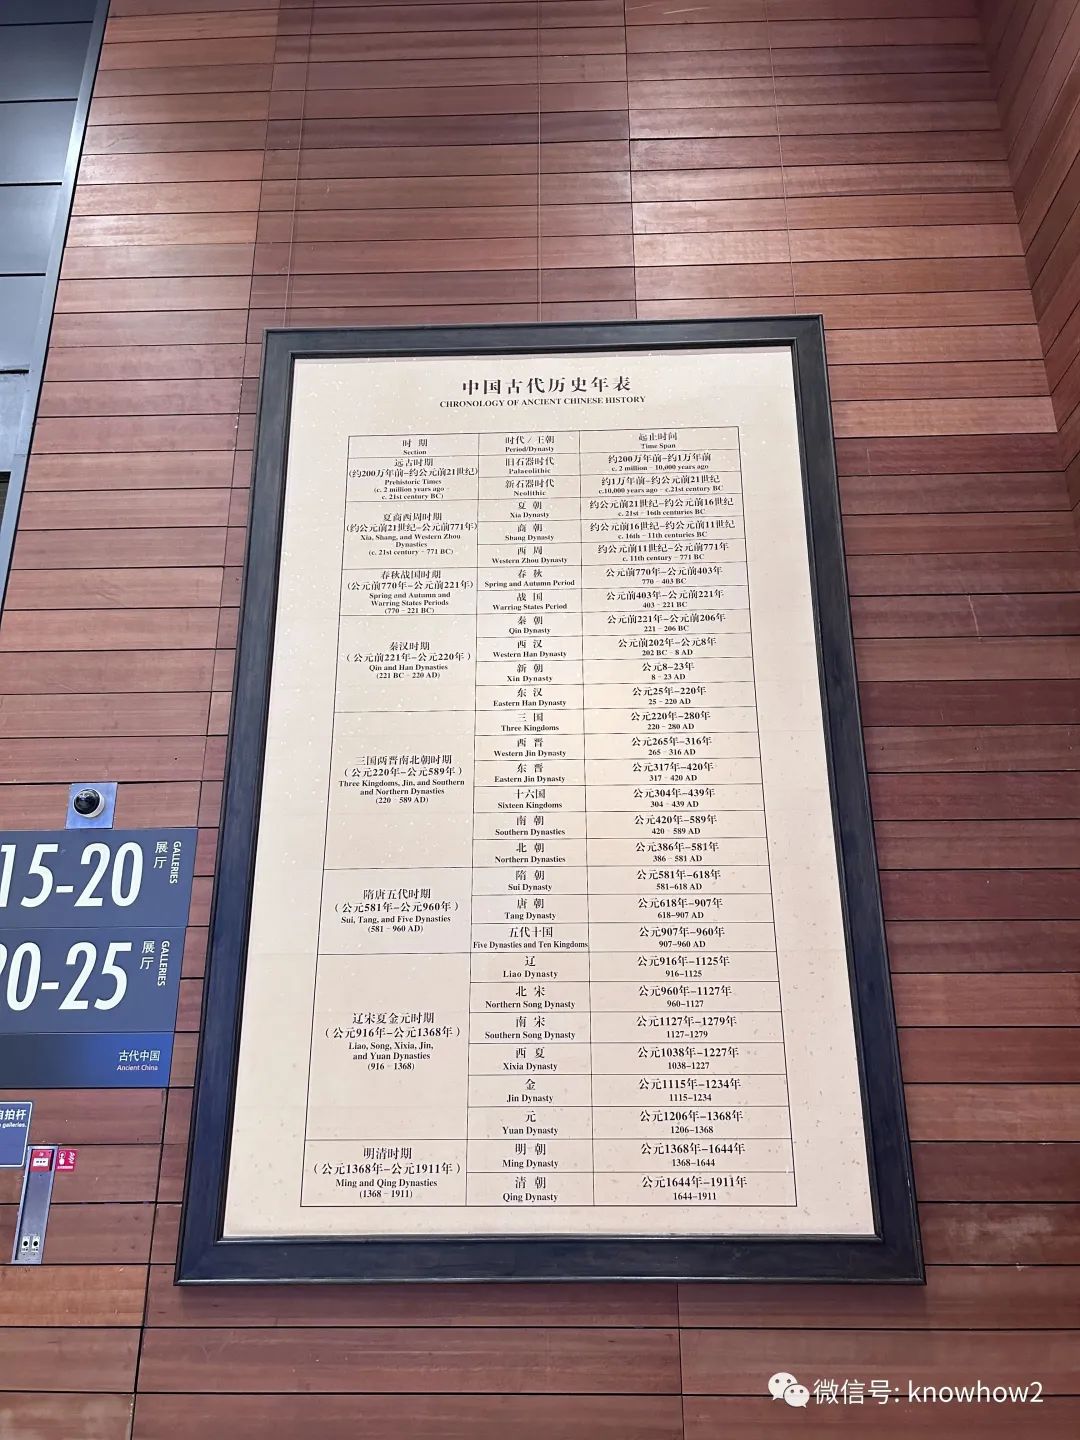 中国古代历史年表
CHRONOLOGY OF ANCIENT CHINESE HISTORY
时 期
Section
时代 / 王朝
Period/Dynasty
起止时间
Time Span
远古时期
(约200万年前–约公元前21世纪)
Prehistoric Times
(c. 2 million years ago –
c. 21st century BC)
旧石器时代
Palaeolithic
约200万年前–约1万年前
c. 2 million – 10,000 years ago
新石器时代
Neolithic
约1万年前–约公元前21世纪
c.10,000 years ago – c.21st century BC
夏商西周时期
(约公元前21世纪–公元前771年)
Xia, Shang, and Western Zhou
Dynasties
(c. 21st century – 771 BC)
夏 朝
Xia Dynasty
约公元前21世纪–约公元前16世纪
c. 21st – 16th centuries BC
商 朝
Shang Dynasty
约公元前16世纪–约公元前11世纪
c. 16th – 11th centuries BC
西 周
Western Zhou Dynasty
约公元前11世纪–公元前771年
c. 11th century – 771 BC
春秋战国时期
(公元前770年–公元前221年)
Spring and Autumn and
Warring States Periods
(770 – 221 BC)
春 秋
Spring and Autumn Period
公元前770年–公元前403年
770 – 403 BC
战 国
Warring States Period
公元前403年–公元前221年
403 – 221 BC
秦汉时期
(公元前221年–公元220年)
Qin and Han Dynasties
(221 BC – 220 AD)
秦 朝
Qin Dynasty
公元前221年–公元前206年
221 – 206 BC
西 汉
Western Han Dynasty
公元前202年–公元8年
202 BC – 8 AD
新 朝
Xin Dynasty
公元8–23年
8 – 23 AD
东 汉
Eastern Han Dynasty
公元25年–220年
25 – 220 AD
三国两晋南北朝时期
(公元220年–公元589年)
Three Kingdoms, Jin, and Southern
and Northern Dynasties
(220 – 589 AD)
三 国
Three Kingdoms
公元220年–280年
220 – 280 AD
西 晋
Western Jin Dynasty
公元265年–316年
265 – 316 AD
东 晋
Eastern Jin Dynasty
公元317年–420年
317 – 420 AD
十六国
Sixteen Kingdoms
公元304年–439年
304 – 439 AD
南 朝
Southern Dynasties
公元420年–589年
420 – 589 AD
北 朝
Northern Dynasties
公元386年–581年
386 – 581 AD
隋唐五代时期
(公元581年–公元960年)
Sui, Tang, and Five Dynasties
(581 – 960 AD)
隋 朝
Sui Dynasty
公元581年–618年
581–618 AD
唐 朝
Tang Dynasty
公元618年–907年
618–907 AD
五代十国
Five Dynasties and Ten Kingdoms
公元907年–960年
907–960 AD
辽宋夏金元时期
(公元916年–公元1368年)
Liao, Song, Xixia, Jin,
and Yuan Dynasties
(916 – 1368)
辽
Liao Dynasty
公元916年–1125年
916–1125
北 宋
Northern Song Dynasty
公元960年–1127年
960–1127
南 宋
Southern Song Dynasty
公元1127年–1279年
1127–1279
西 夏
Xixia Dynasty
公元1038年–1227年
1038–1227
金
Jin Dynasty
公元1115年–1234年
1115–1234
元
Yuan Dynasty
公元1206年–1368年
1206–1368
明清时期
(公元1368年–公元1911年)
Ming and Qing Dynasties
(1368 – 1911)
明 朝
Ming Dynasty
公元1368年–1644年
1368–1644
清 朝
Qing Dynasty
公元1644年–1911年
1644–1911
15-20
展厅
GALLERIES
0-25
展厅
GALLERIES
古代中国
Ancient China
自拍杆
galleries.
微信号: knowhow2